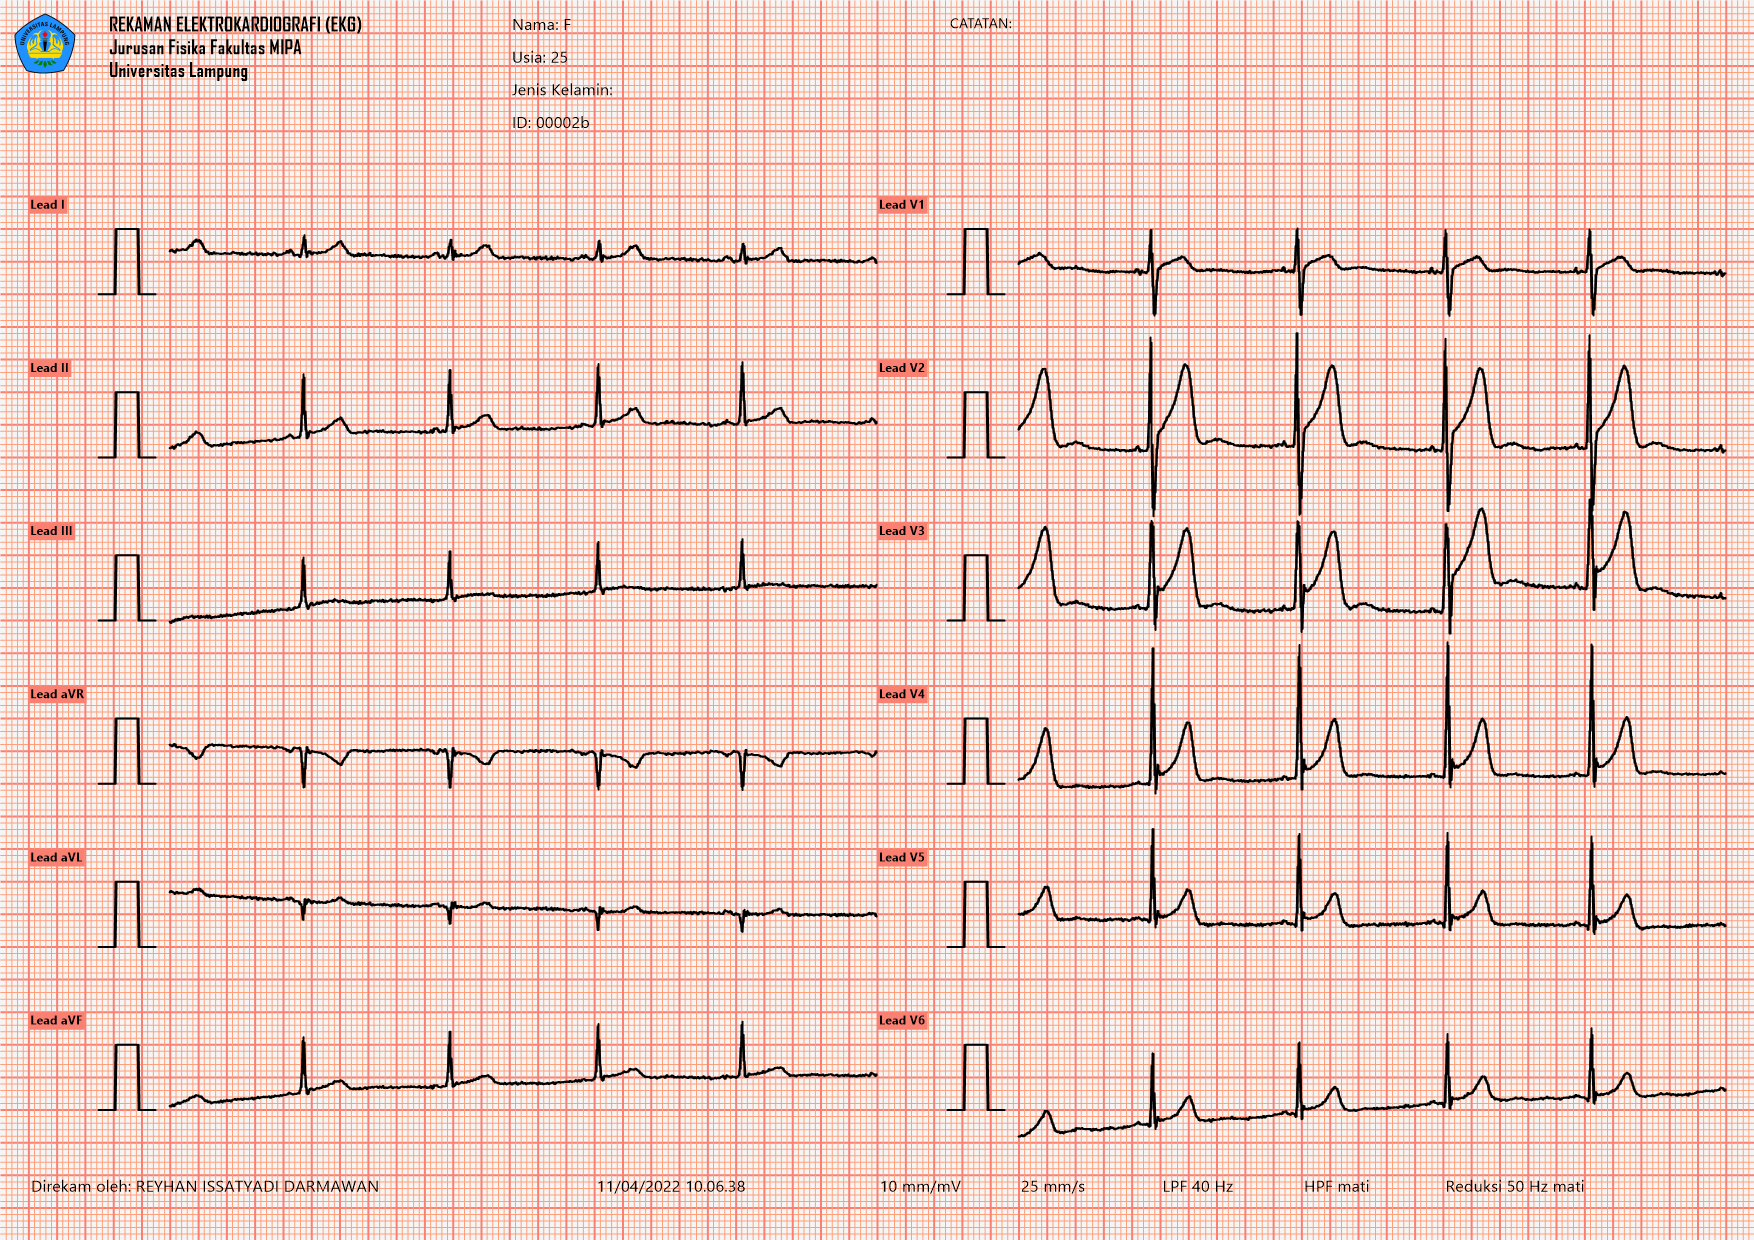 UNIVERSITAS LAMPUNG
REKAMAN ELEKTROKARDIOGRAFI (EKG)
Jurusan Fisika Fakultas MIPA
Universitas Lampung
Nama: F
Usia: 25
Jenis Kelamin:
ID: 00002b
CATATAN:
Lead I
Lead V1
Lead II
Lead V2
Lead III
Lead V3
Lead aVR
Lead V4
Lead aVL
Lead V5
Lead aVF
Lead V6
Direkam oleh: REYHAN ISSATYADI DARMAWAN 11/04/2022 10.06.38 10 mm/mV 25 mm/s LPF 40 Hz HPF mati Reduksi 50 Hz mati